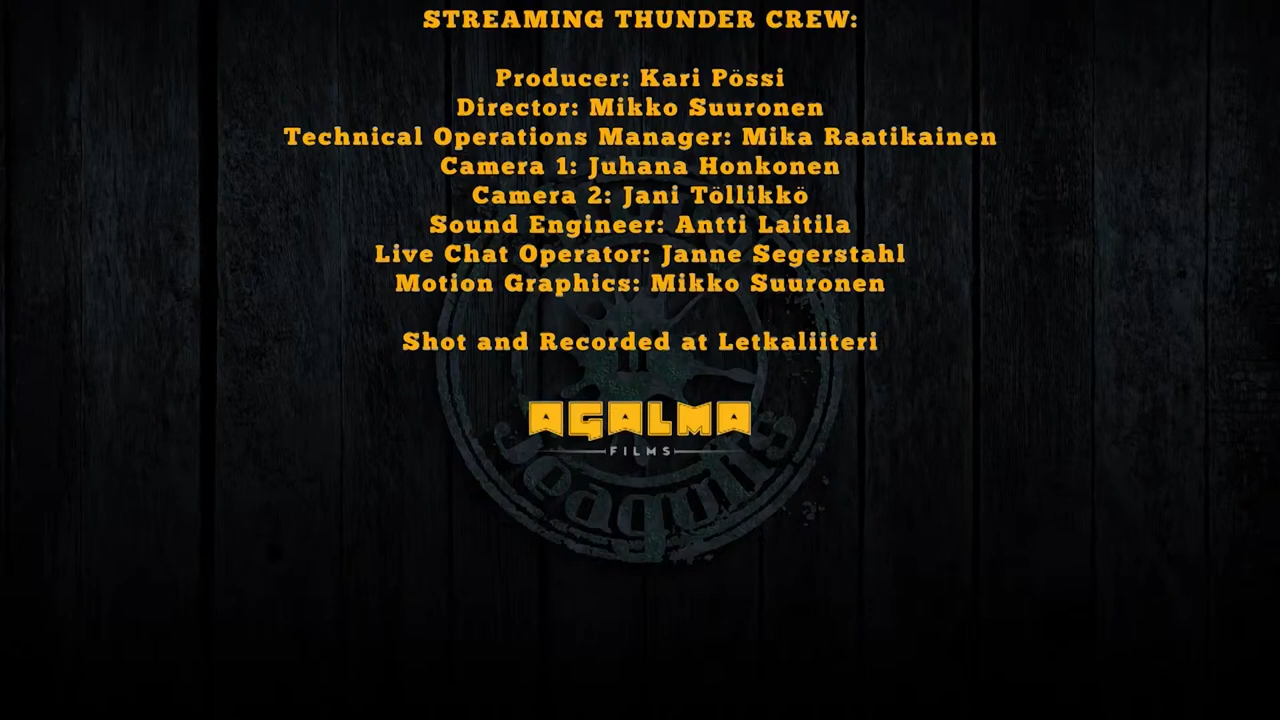 STREAMING THUNDER CREW:
Producer: Kari Pössi
Director: Mikko Suuronen
Technical Operations Manager: Mika Raatikainen
Camera 1: Juhana Honkonen
Camera 2: Jani Töllikkö
Sound Engineer: Antti Laitila
Live Chat Operator: Janne Segerstahl
Motion Graphics: Mikko Suuronen
Shot and Recorded at Letkaliiteri
AGALMA
FILMS
Seagulls